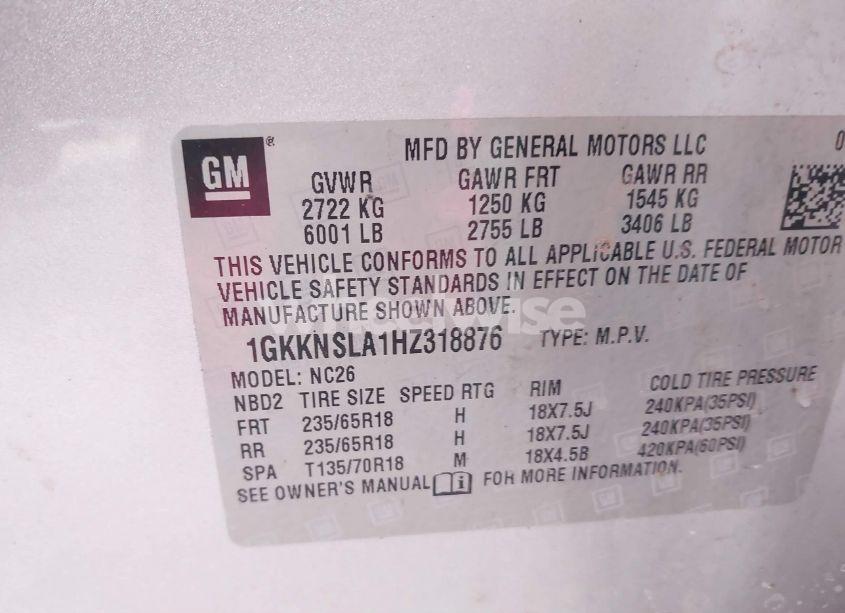 GM ®
MFD BY GENERAL MOTORS LLC 0
GVWR GAWR FRT GAWR RR
2722 KG 1250 KG 1545 KG
6001 LB 2755 LB 3406 LB
THIS VEHICLE CONFORMS TO ALL APPLICABLE U.S. FEDERAL MOTOR
VEHICLE SAFETY STANDARDS IN EFFECT ON THE DATE OF
MANUFACTURE SHOWN ABOVE.
1GKKNSLA1HZ318876 TYPE: M.P.V.
MODEL: NC26
NBD2 TIRE SIZE SPEED RTG RIM COLD TIRE PRESSURE
FRT 235/65R18 H 18X7.5J 240KPA(35PSI)
RR 235/65R18 H 18X7.5J 240KPA(35PSI)
SPA T135/70R18 M 18X4.5B 420KPA(60PSI)
SEE OWNER'S MANUAL i FOR MORE INFORMATION.